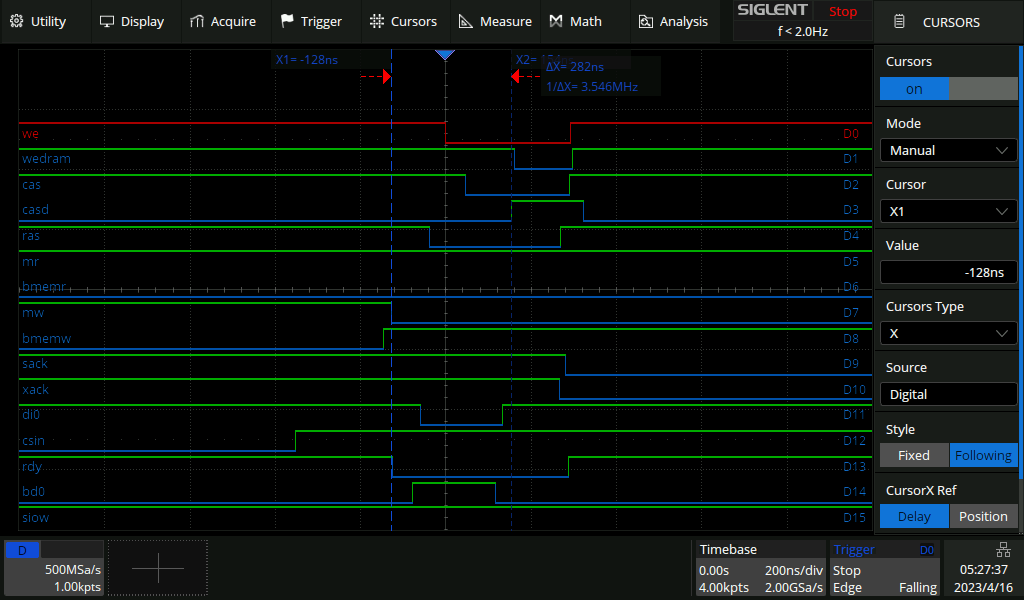 Utility Display Acquire Trigger Cursors Measure Math Analysis
SIGLENT Stop
f < 2.0Hz
CURSORS
X1= -128ns
X2=
ΔX= 282ns
1/ΔX= 3.546MHz
we D0
wedram D1
cas D2
casd D3
ras D4
mr D5
bmemr D6
mw D7
bmemw D8
sack D9
xack D10
di0 D11
csin D12
rdy D13
bd0 D14
siow D15
Cursors
on
Mode
Manual
Cursor
X1
Value
-128ns
Cursors Type
X
Source
Digital
Style
Fixed Following
CursorX Ref
Delay Position
D
500MSa/s
1.00kpts
Timebase
0.00s 200ns/div
4.00kpts 2.00GSa/s
Trigger D0
Stop
Edge Falling
05:27:37
2023/4/16